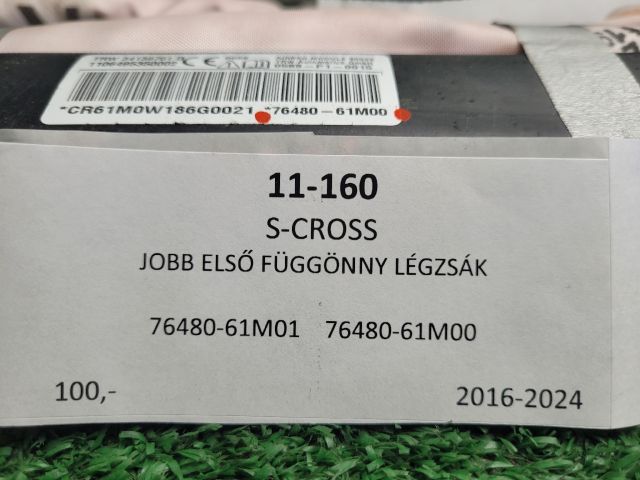 *CR61M0W186G0021 *76480-61M00
11-160
S-CROSS
JOBB ELSŐ FÜGGÖNNY LÉGZSÁK
76480-61M01 76480-61M00
100,- 2016-2024